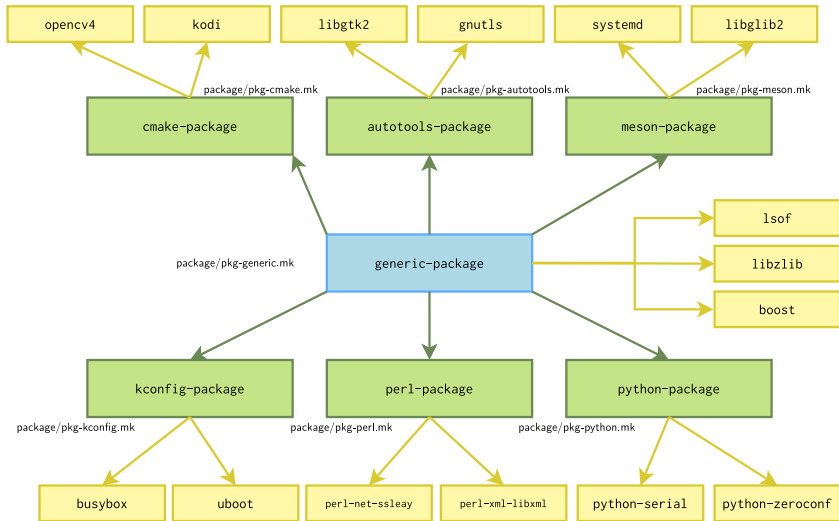 opencv4
kodi
libgtk2
gnutls
systemd
libglib2
package/pkg-cmake.mk
package/pkg-autotools.mk
package/pkg-meson.mk
cmake-package
autotools-package
meson-package
lsof
package/pkg-generic.mk
generic-package
libzlib
boost
kconfig-package
perl-package
python-package
package/pkg-kconfig.mk
package/pkg-perl.mk
package/pkg-python.mk
busybox
uboot
perl-net-ssleay
perl-xml-libxml
python-serial
python-zeroconf